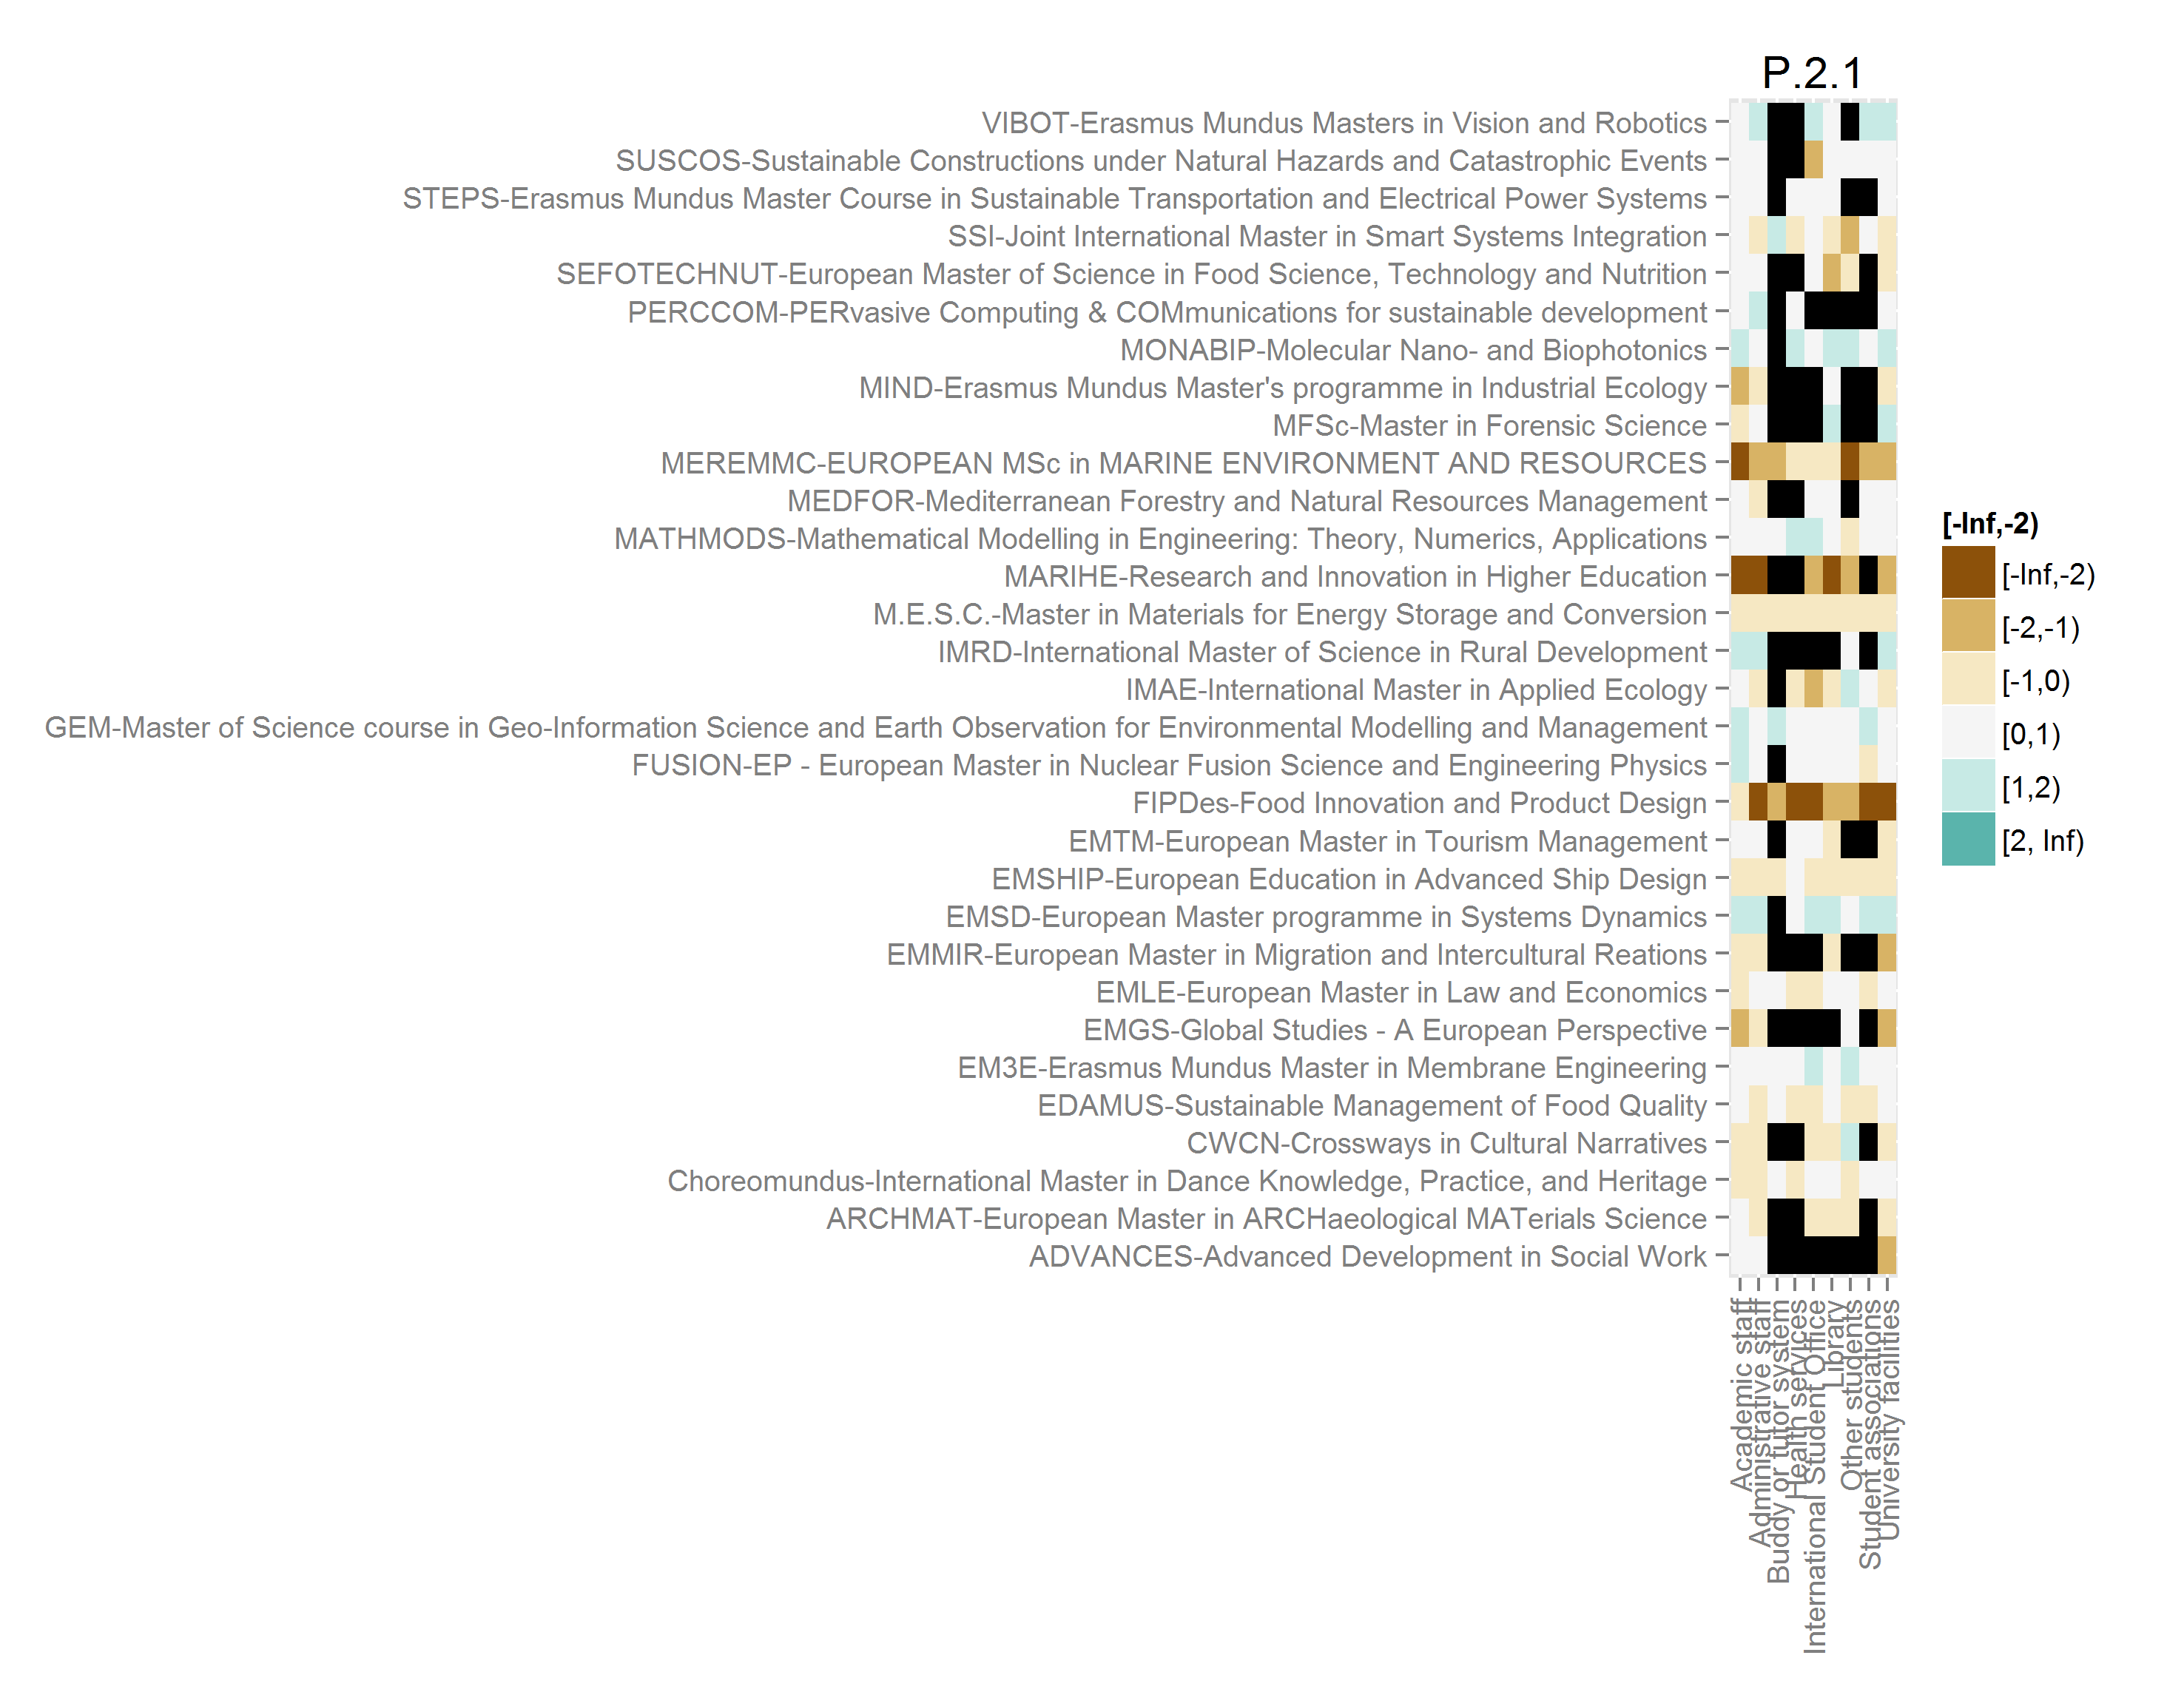 P.2.1
VIBOT-Erasmus Mundus Masters in Vision and Robotics
SUSCOS-Sustainable Constructions under Natural Hazards and Catastrophic Events
STEPS-Erasmus Mundus Master Course in Sustainable Transportation and Electrical Power Systems
SSI-Joint International Master in Smart Systems Integration
SEFOTECHNUT-European Master of Science in Food Science, Technology and Nutrition
PERCCOM-PERvasive Computing & COMmunications for sustainable development
MONABIP-Molecular Nano- and Biophotonics
MIND-Erasmus Mundus Master's programme in Industrial Ecology
MFSc-Master in Forensic Science
MEREMMC-EUROPEAN MSc in MARINE ENVIRONMENT AND RESOURCES
MEDFOR-Mediterranean Forestry and Natural Resources Management
MATHMODS-Mathematical Modelling in Engineering: Theory, Numerics, Applications
MARIHE-Research and Innovation in Higher Education
M.E.S.C.-Master in Materials for Energy Storage and Conversion
IMRD-International Master of Science in Rural Development
IMAE-International Master in Applied Ecology
GEM-Master of Science course in Geo-Information Science and Earth Observation for Environmental Modelling and Management
FUSION-EP - European Master in Nuclear Fusion Science and Engineering Physics
FIPDes-Food Innovation and Product Design
EMTM-European Master in Tourism Management
EMSHIP-European Education in Advanced Ship Design
EMSD-European Master programme in Systems Dynamics
EMMIR-European Master in Migration and Intercultural Reations
EMLE-European Master in Law and Economics
EMGS-Global Studies - A European Perspective
EM3E-Erasmus Mundus Master in Membrane Engineering
EDAMUS-Sustainable Management of Food Quality
CWCN-Crossways in Cultural Narratives
Choreomundus-International Master in Dance Knowledge, Practice, and Heritage
ARCHMAT-European Master in ARCHaeological MATerials Science
ADVANCES-Advanced Development in Social Work
Academic staff
Administrative staff
Buddy or tutor system
Health services
International Student Office
Library
Other students
Student associations
University facilities
[-Inf,-2)
[-Inf,-2)
[-2,-1)
[-1,0)
[0,1)
[1,2)
[2, Inf)